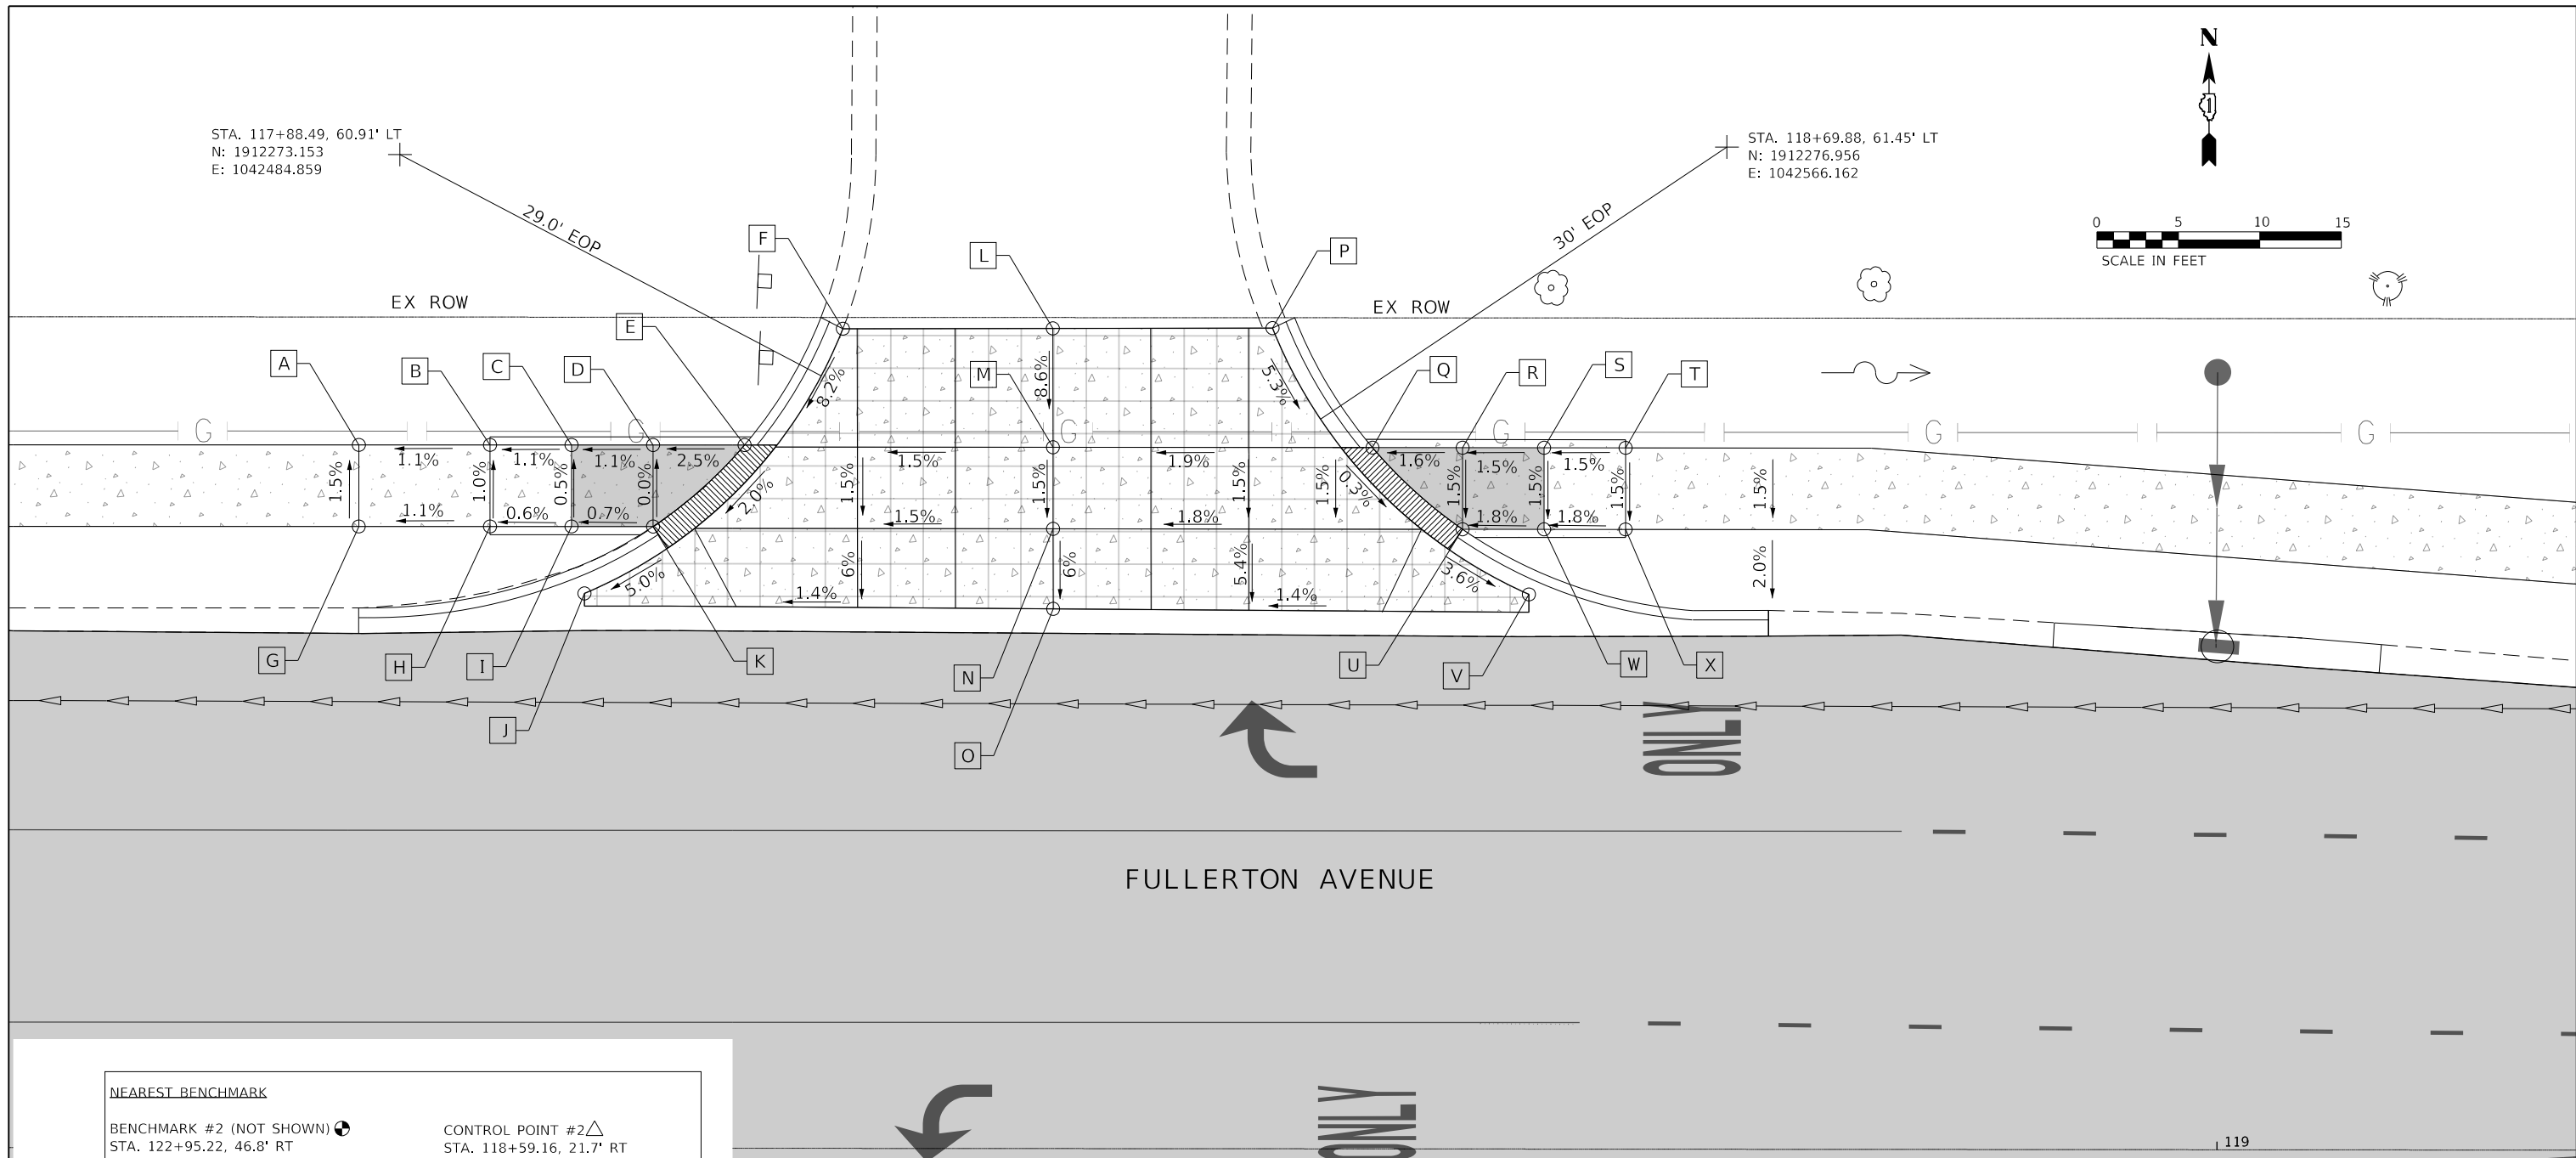 N
1
STA. 117+88.49, 60.91' LT
N: 1912273.153
E: 1042484.859
STA. 118+69.88, 61.45' LT
N: 1912276.956
E: 1042566.162
29.0' EOP
30' EOP
0 5 10 15
SCALE IN FEET
F
L
P
EX ROW
EX ROW
E
A
B
C
D
M
Q
R
S
T
8.2%
8.6%
5.3%
G
G
G
G
G
G
1.1%
1.1%
1.1%
2.5%
1.5%
1.9%
1.6%
1.5%
1.5%
1.5%
1.0%
0.5%
0.0%
2.0%
1.5%
1.5%
1.5%
1.5%
0.3%
1.5%
1.5%
1.5%
1.5%
1.1%
0.6%
0.7%
1.5%
1.8%
1.8%
1.8%
5.0%
6%
6%
5.4%
3.6%
2.0%
1.4%
1.4%
G
H
I
K
N
U
V
W
X
J
O
ONLY
FULLERTON AVENUE
ONLY
119
NEAREST BENCHMARK
BENCHMARK #2 (NOT SHOWN)
STA. 122+95.22, 46.8' RT
CONTROL POINT #2
STA. 118+59.16, 21.7' RT